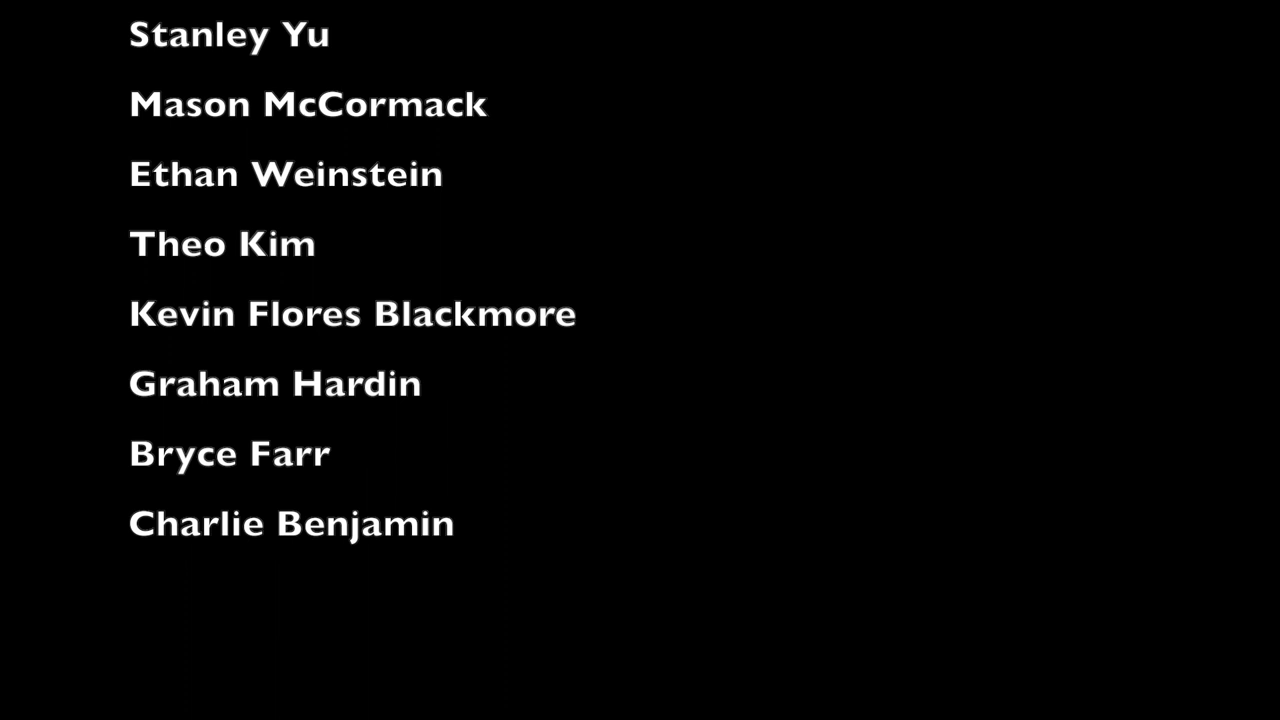 Stanley Yu
Mason McCormack
Ethan Weinstein
Theo Kim
Kevin Flores Blackmore
Graham Hardin
Bryce Farr
Charlie Benjamin